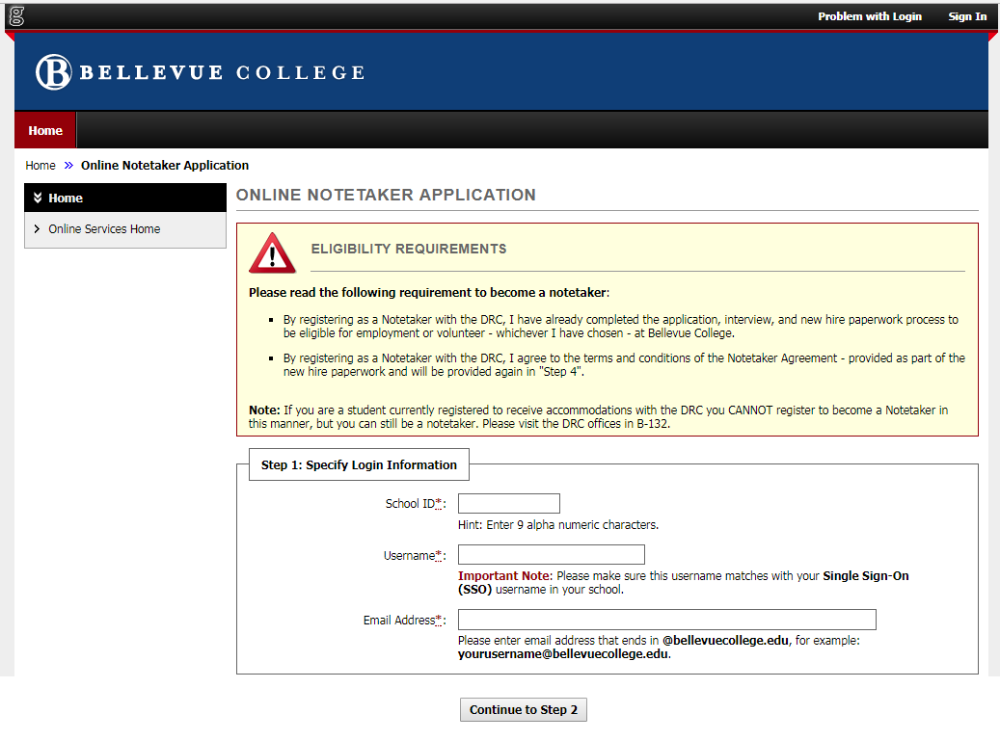 Problem with Login Sign In
B BELLEVUE COLLEGE
Home
Home » Online Notetaker Application
Home
Online Services Home
ONLINE NOTETAKER APPLICATION
ELIGIBILITY REQUIREMENTS
Please read the following requirement to become a notetaker:
▪ By registering as a Notetaker with the DRC, I have already completed the application, interview, and new hire paperwork process to
be eligible for employment or volunteer - whichever I have chosen - at Bellevue College.
▪ By registering as a Notetaker with the DRC, I agree to the terms and conditions of the Notetaker Agreement - provided as part of the
new hire paperwork and will be provided again in "Step 4".
Note: If you are a student currently registered to receive accommodations with the DRC you CANNOT register to become a Notetaker in
this manner, but you can still be a notetaker. Please visit the DRC offices in B-132.
Step 1: Specify Login Information
School ID*:
Hint: Enter 9 alpha numeric characters.
Username*:
Important Note: Please make sure this username matches with your Single Sign-On
(SSO) username in your school.
Email Address*:
Please enter email address that ends in @bellevuecollege.edu, for example:
yourusername@bellevuecollege.edu.
Continue to Step 2